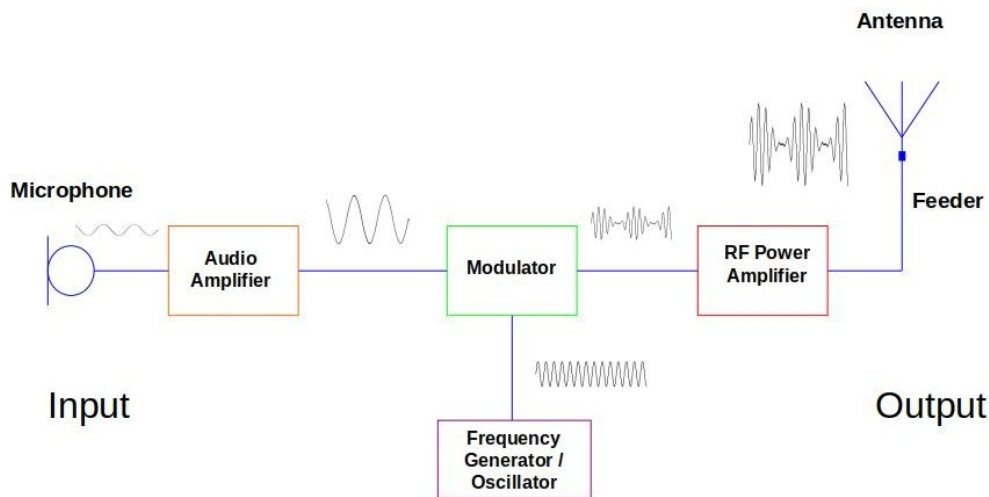 Antenna
Microphone
Feeder
Audio
Amplifier
Modulator
RF Power
Amplifier
Input
Output
Frequency
Generator /
Oscillator